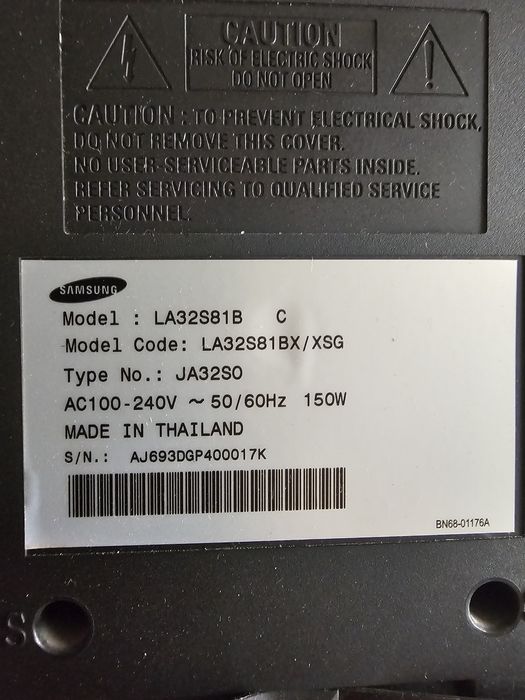 CAUTION
RISK OF ELECTRIC SHOCK
DO NOT OPEN
CAUTION : TO PREVENT ELECTRICAL SHOCK,
DO NOT REMOVE THIS COVER.
NO USER-SERVICEABLE PARTS INSIDE.
REFER SERVICING TO QUALIFIED SERVICE
PERSONNEL.
SAMSUNG
Model : LA32S81B C
Model Code: LA32S81BX/XSG
Type No.: JA32SO
AC100-240V ~ 50/60Hz 150W
MADE IN THAILAND
S/N.: AJ693DGP400017K
BN68-01176A
S